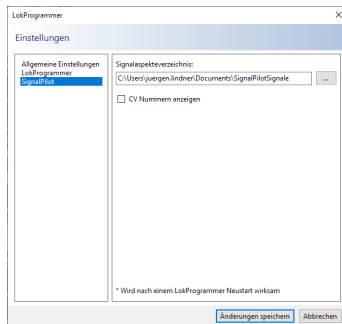 LokProgrammer
Einstellungen
Allgemeine Einstellungen
LokProgrammer
SignalPilot
Signalaspekteverzeichnis:
C:\Users\juergen.lindner\Documents\SignalPilotSignale
...
CV Nummern anzeigen
* Wird nach einem LokProgrammer Neustart wirksam
Änderungen speichern
Abbrechen